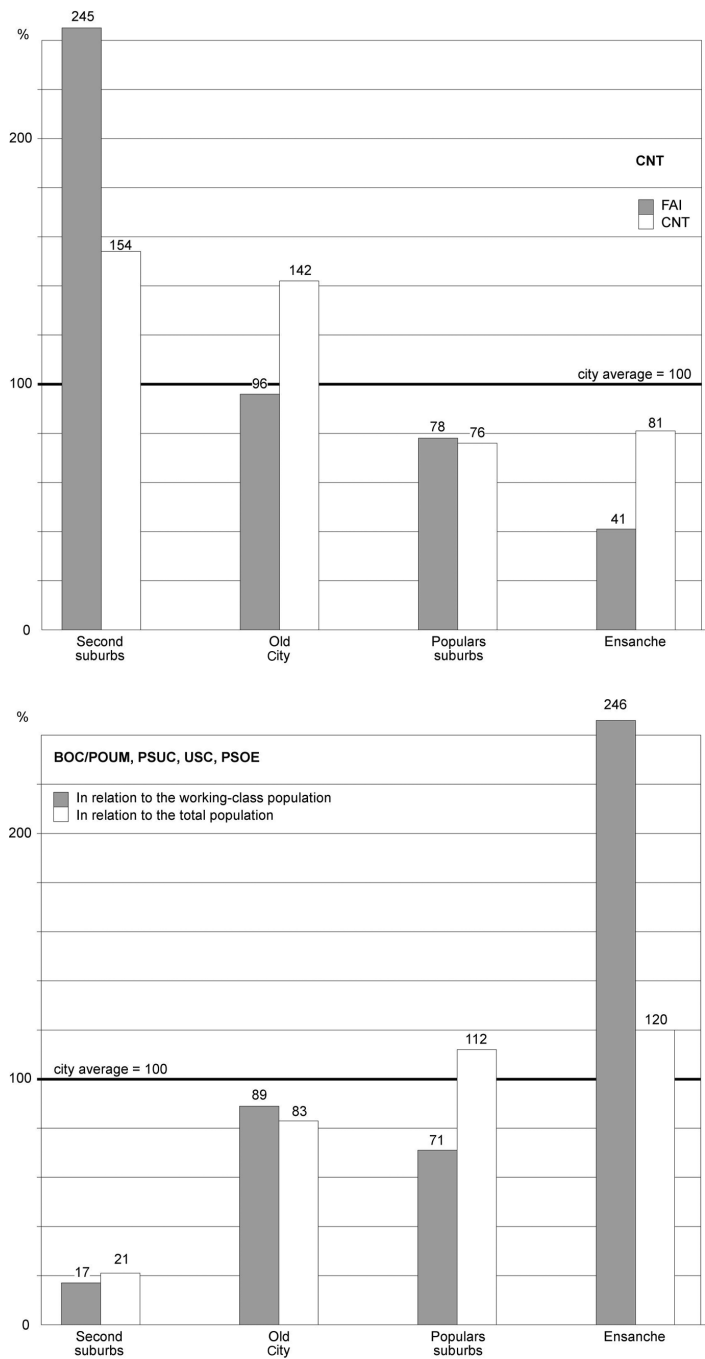 245
%
200
CNT
FAI
CNT
154
142
100
96
city average = 100
78
76
81
41
0
Second
suburbs
Old
City
Populars
suburbs
Ensanche
%
246
BOC/POUM, PSUC, USC, PSOE
In relation to the working-class population
In relation to the total population
200
120
112
100
city average = 100
89
83
71
17
21
0
Second
suburbs
Old
City
Populars
suburbs
Ensanche